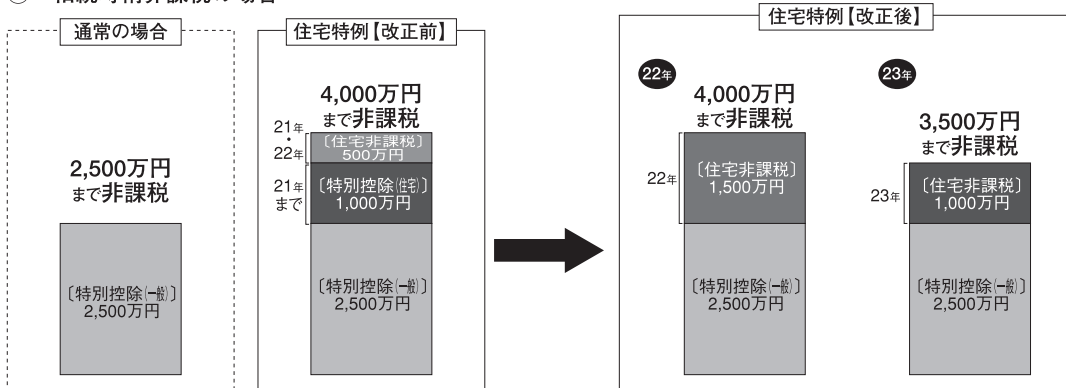 通常の場合
2,500万円
まで非課税
〔特別控除(一般)〕
2,500万円
住宅特例【改正前】
4,000万円
まで非課税
21年
・
22年
〔住宅非課税〕
500万円
21年
まで
〔特別控除(住宅)〕
1,000万円
〔特別控除(一般)〕
2,500万円
住宅特例【改正後】
22年
4,000万円
まで非課税
22年
〔住宅非課税〕
1,500万円
〔特別控除(一般)〕
2,500万円
23年
3,500万円
まで非課税
23年
〔住宅非課税〕
1,000万円
〔特別控除(一般)〕
2,500万円